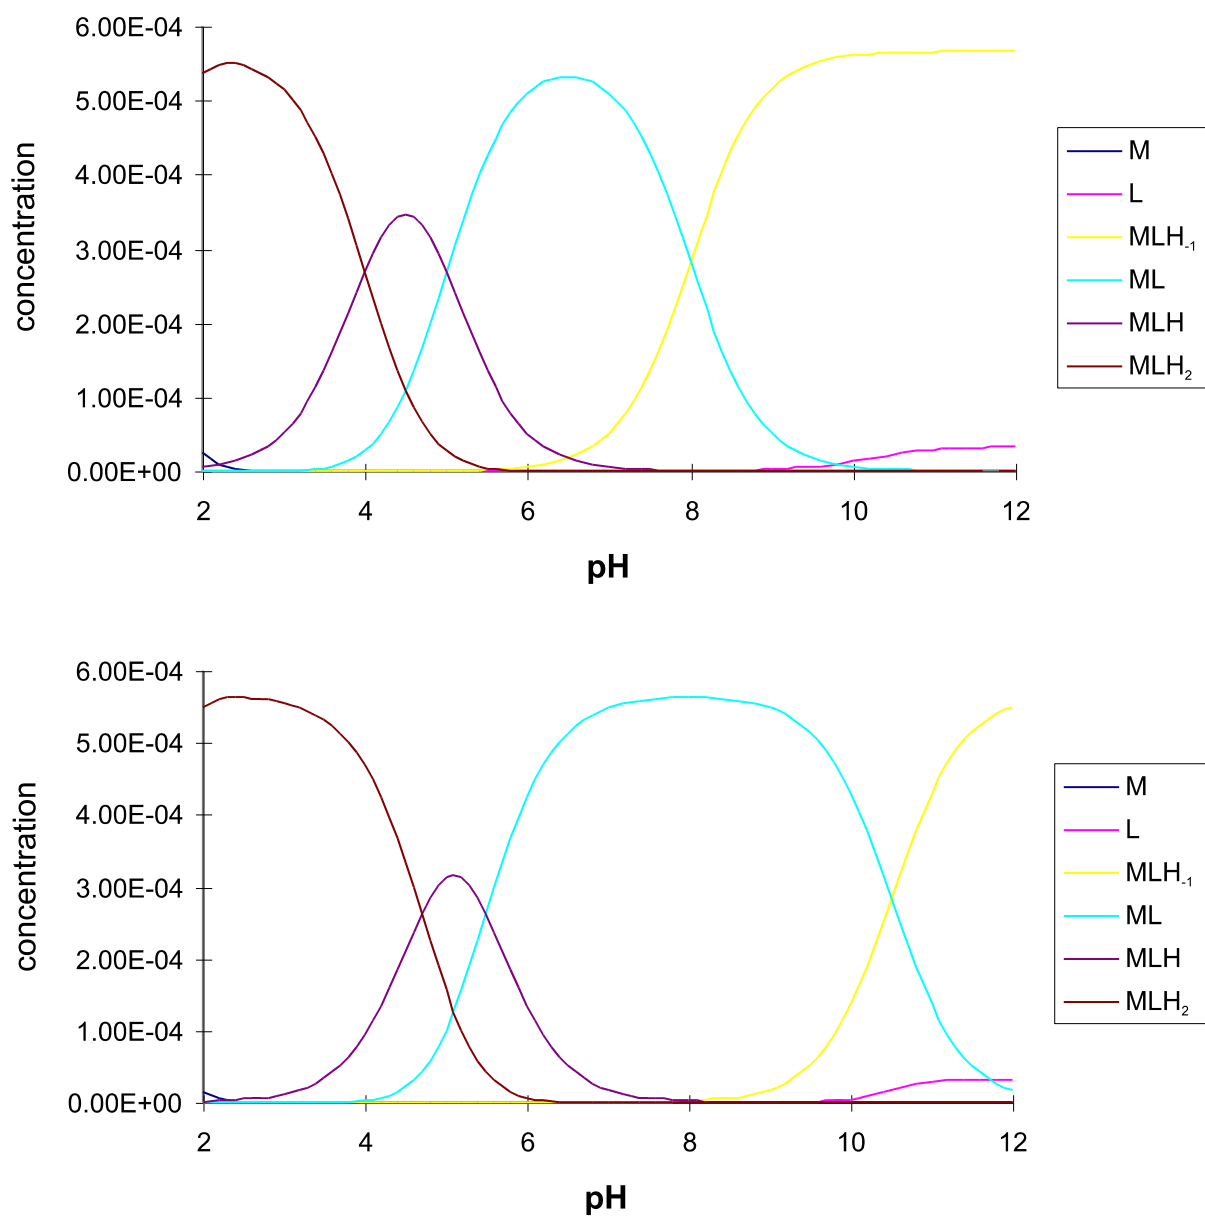 6.00E-04
5.00E-04
4.00E-04
3.00E-04
2.00E-04
1.00E-04
0.00E+00
concentration
2 4 6 8 10 12
pH
M
L
MLH₋₁
ML
MLH
MLH₂
6.00E-04
5.00E-04
4.00E-04
3.00E-04
2.00E-04
1.00E-04
0.00E+00
concentration
2 4 6 8 10 12
pH
M
L
MLH₋₁
ML
MLH
MLH₂